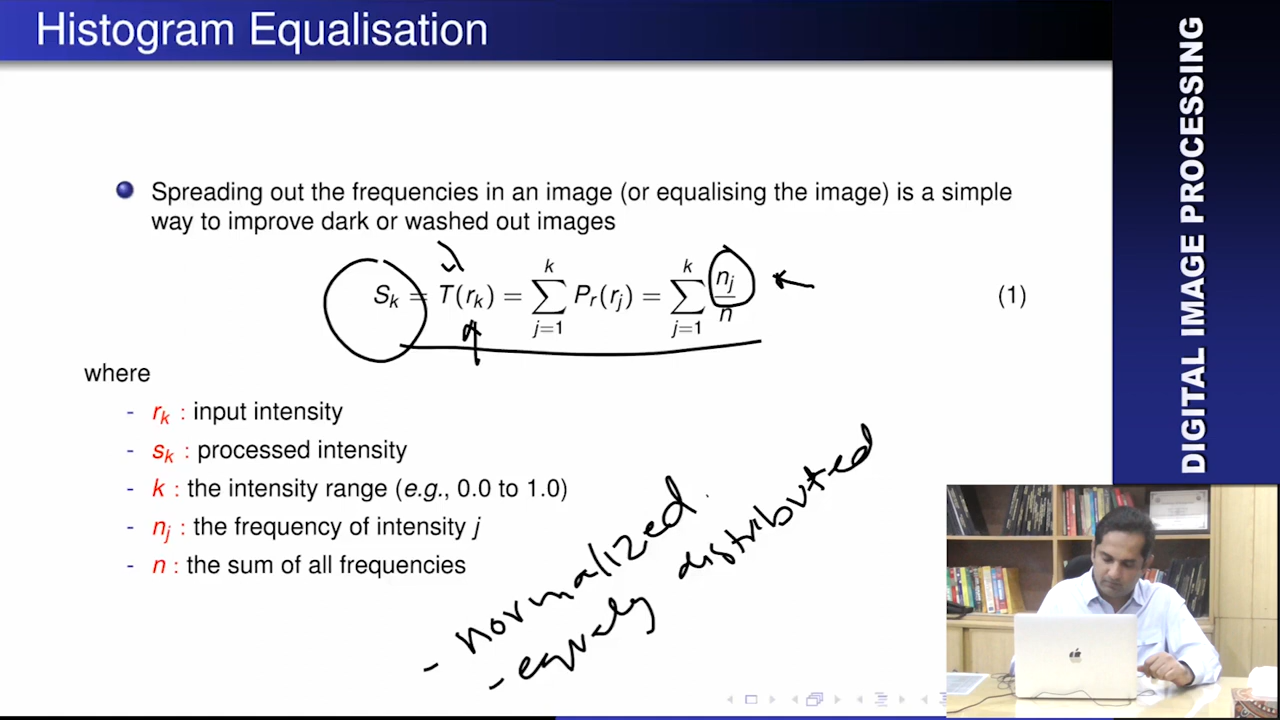 Histogram Equalisation
Spreading out the frequencies in an image (or equalising the image) is a simple
way to improve dark or washed out images
S_k = T(r_k) = ∑_{j=1}^{k} P_r(r_j) = ∑_{j=1}^{k} n_j/n (1)
where
- r_k : input intensity
- s_k : processed intensity
- k : the intensity range (e.g., 0.0 to 1.0)
- n_j : the frequency of intensity j
- n : the sum of all frequencies
- normalized.
- equaly distributed
DIGITAL IMAGE PROCESSING